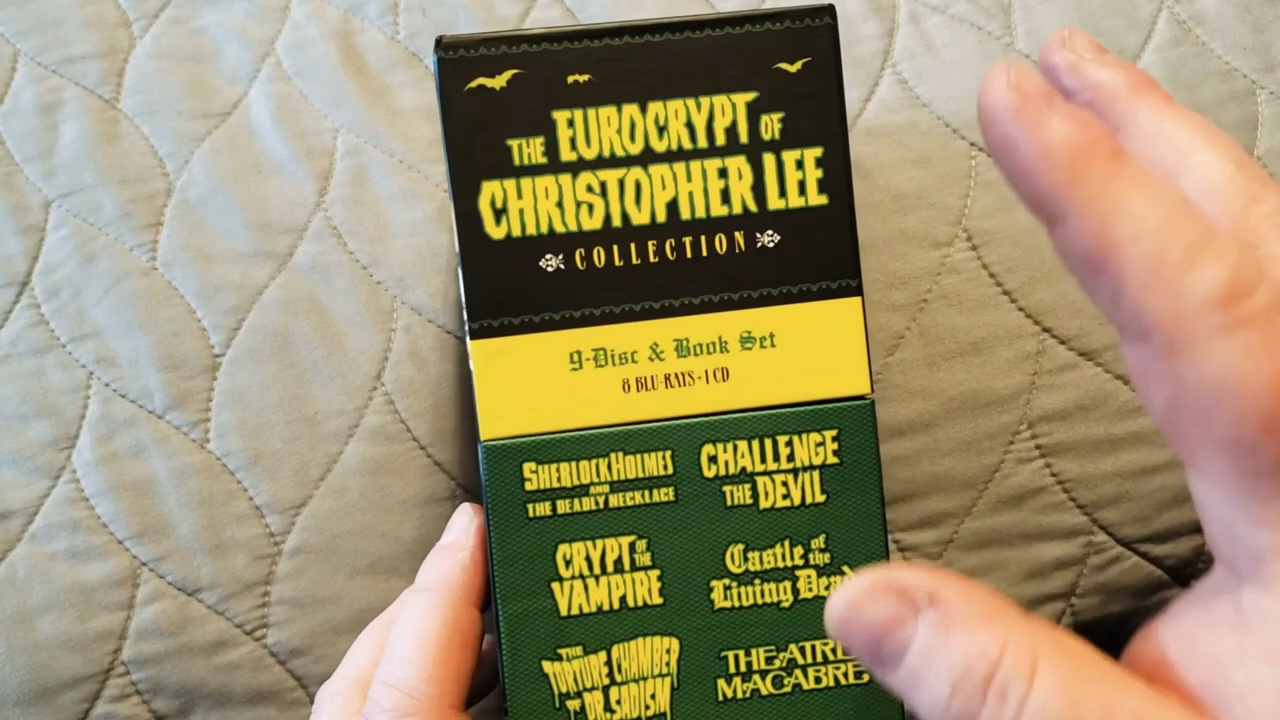 THE EUROCRYPT OF
CHRISTOPHER LEE
COLLECTION
9-Disc & Book Set
8 BLU-RAYS + 1 CD
SHERLOCK HOLMES
AND
THE DEADLY NECKLACE
CHALLENGE
THE DEVIL
CRYPT OF THE
VAMPIRE
Castle of the
Living Dea
THE
TORTURE CHAMBER
OF DR. SADISM
THEATRE
MACABRE